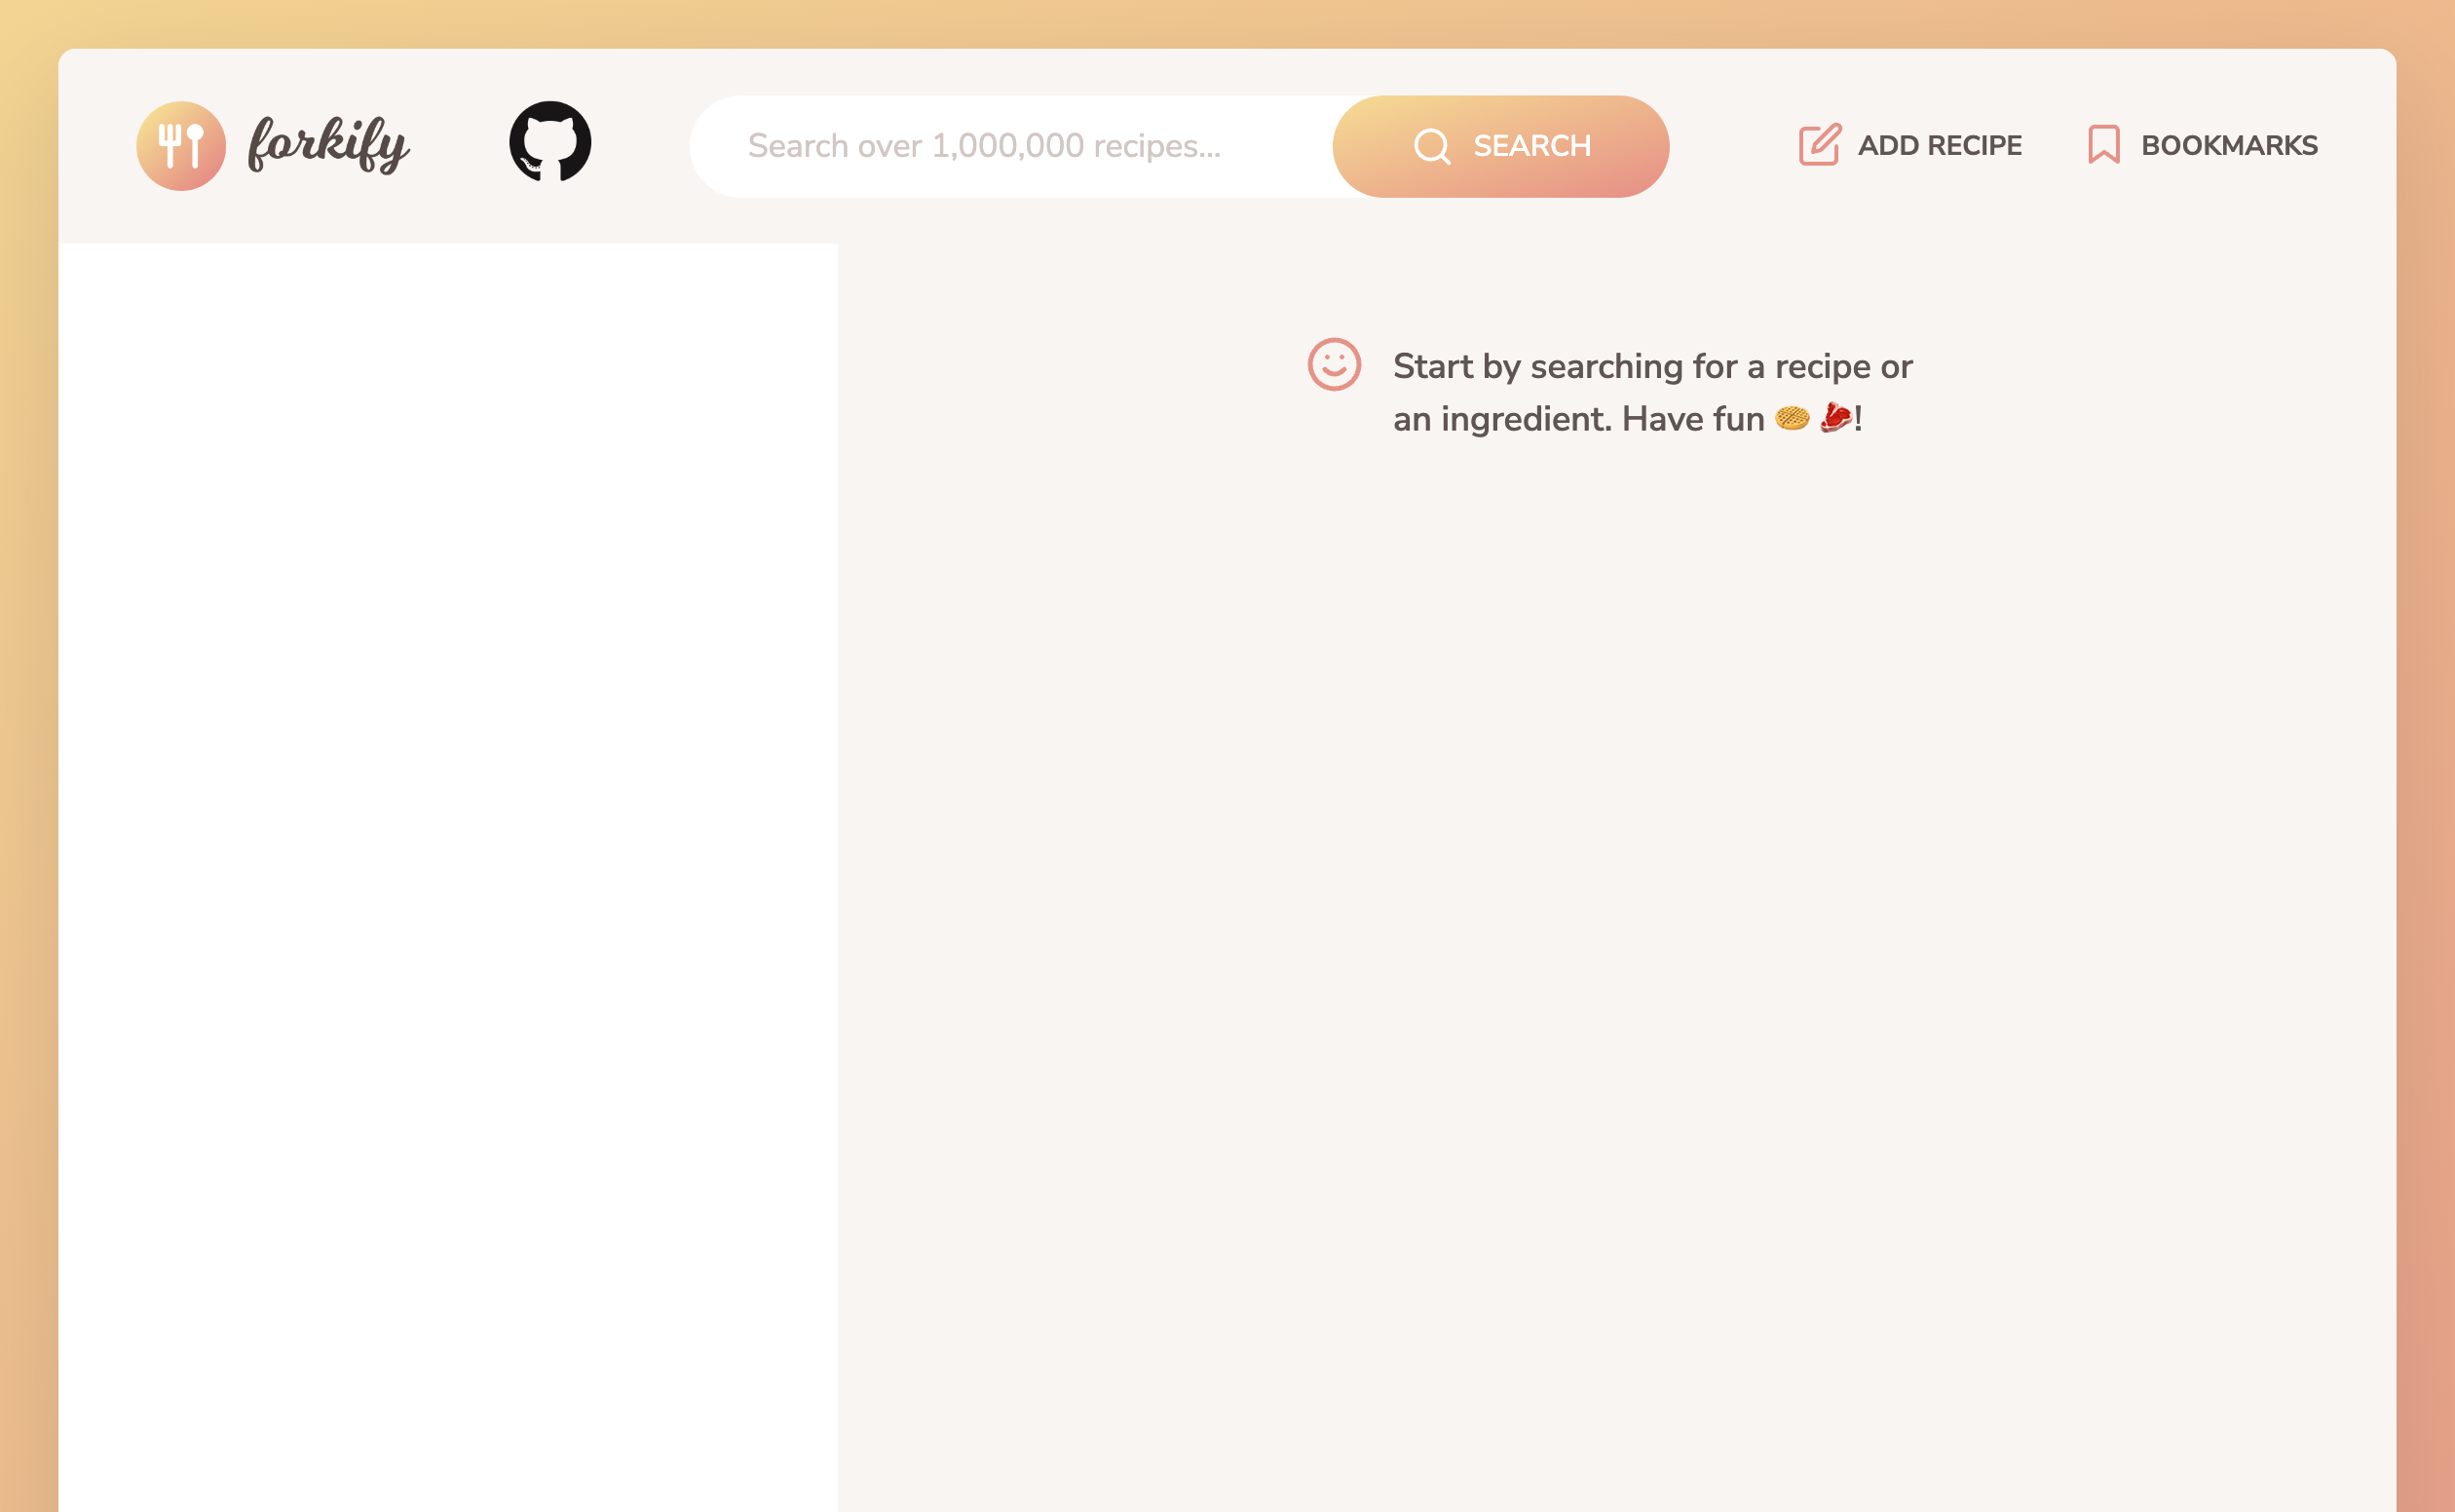 forkify
Search over 1,000,000 recipes...
SEARCH
ADD RECIPE
BOOKMARKS
Start by searching for a recipe or
an ingredient. Have fun 🥧 🥩!